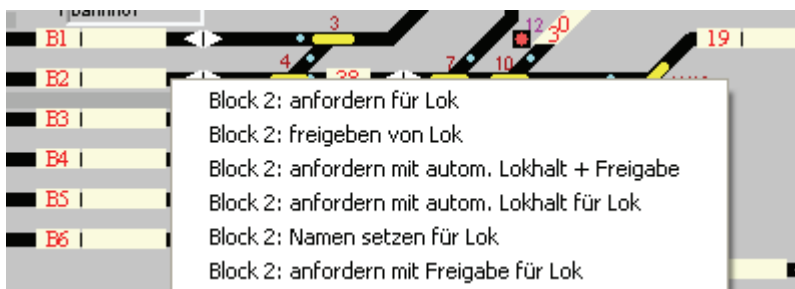 1 Bahnhof
B1
3
12
30
19
B2
4
38
7
10
B3
B4
B5
B6
Block 2: anfordern für Lok
Block 2: freigeben von Lok
Block 2: anfordern mit autom. Lokhalt + Freigabe
Block 2: anfordern mit autom. Lokhalt für Lok
Block 2: Namen setzen für Lok
Block 2: anfordern mit Freigabe für Lok